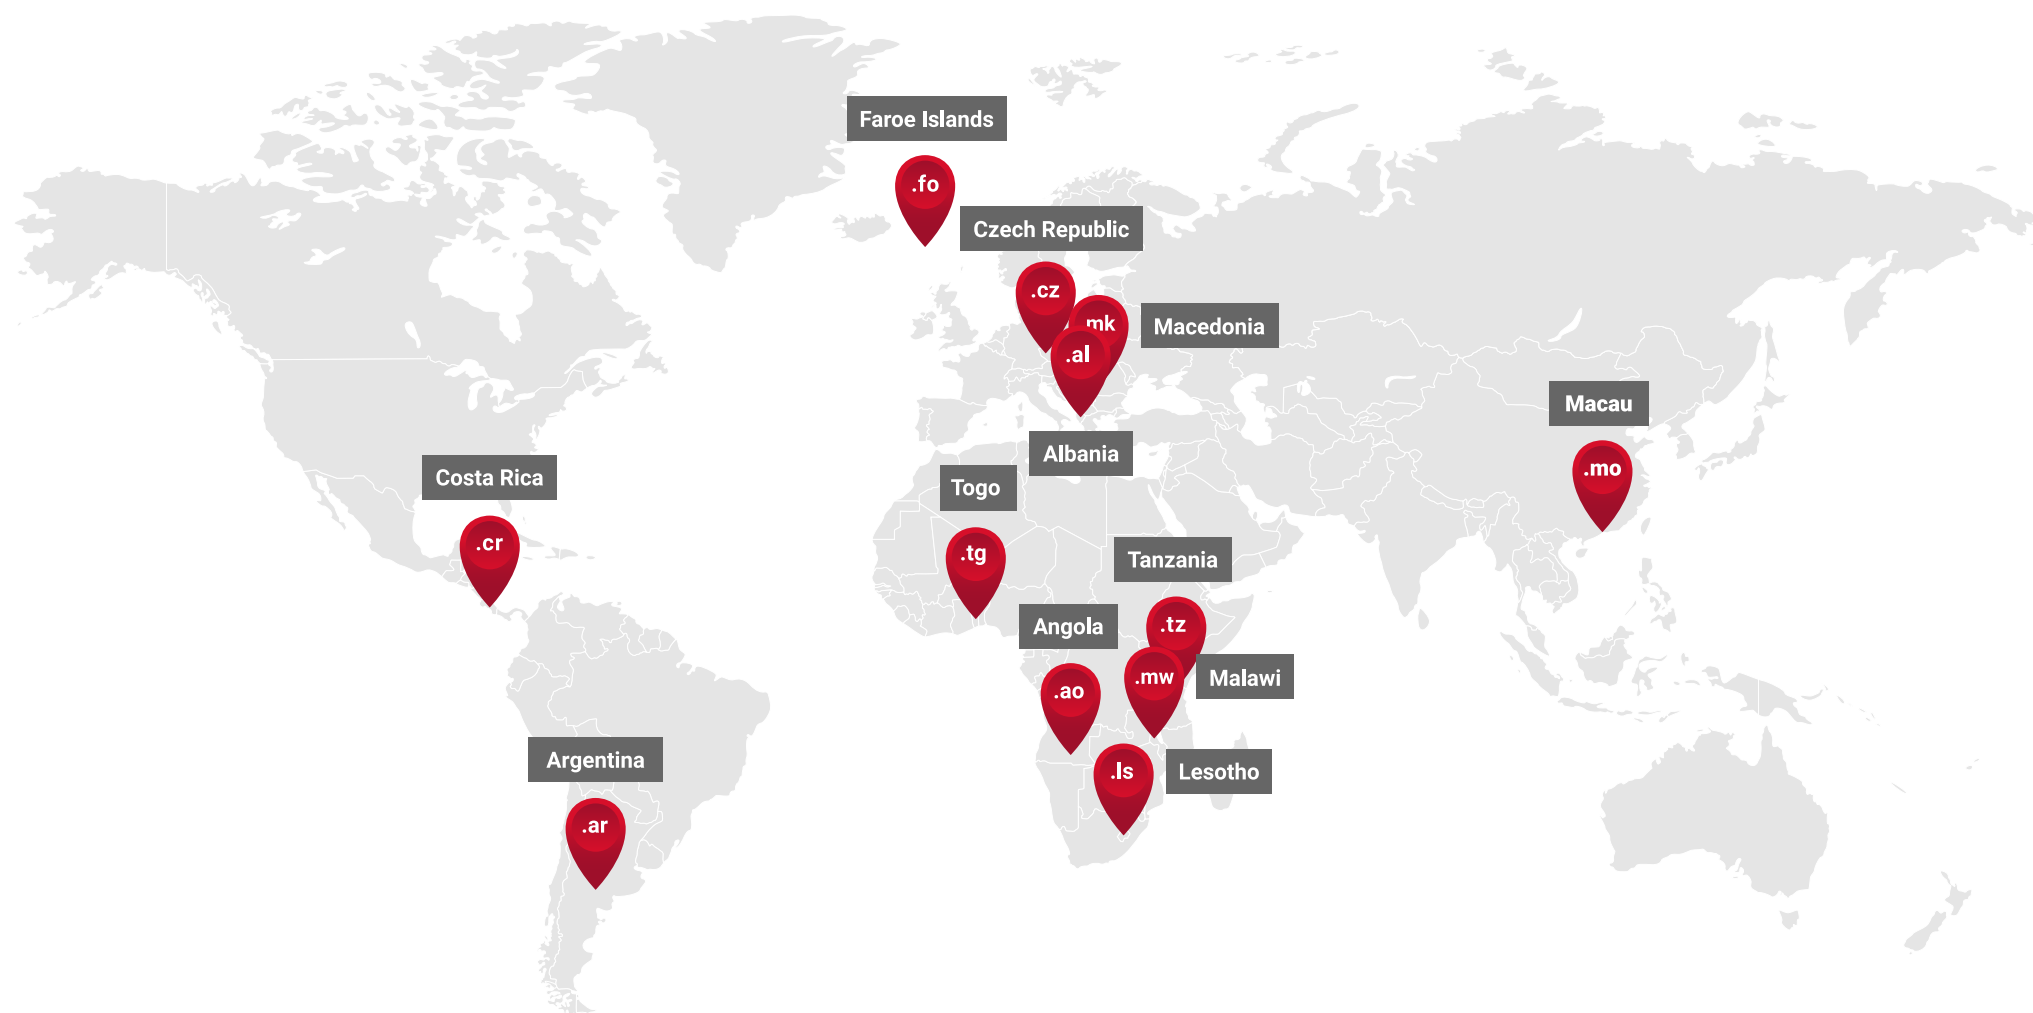 Faroe Islands
.fo
Czech Republic
.cz
mk
Macedonia
.al
Albania
Macau
.mo
Costa Rica
.cr
Togo
.tg
Tanzania
.tz
Angola
.ao
Malawi
.mw
Argentina
.ar
Lesotho
.ls